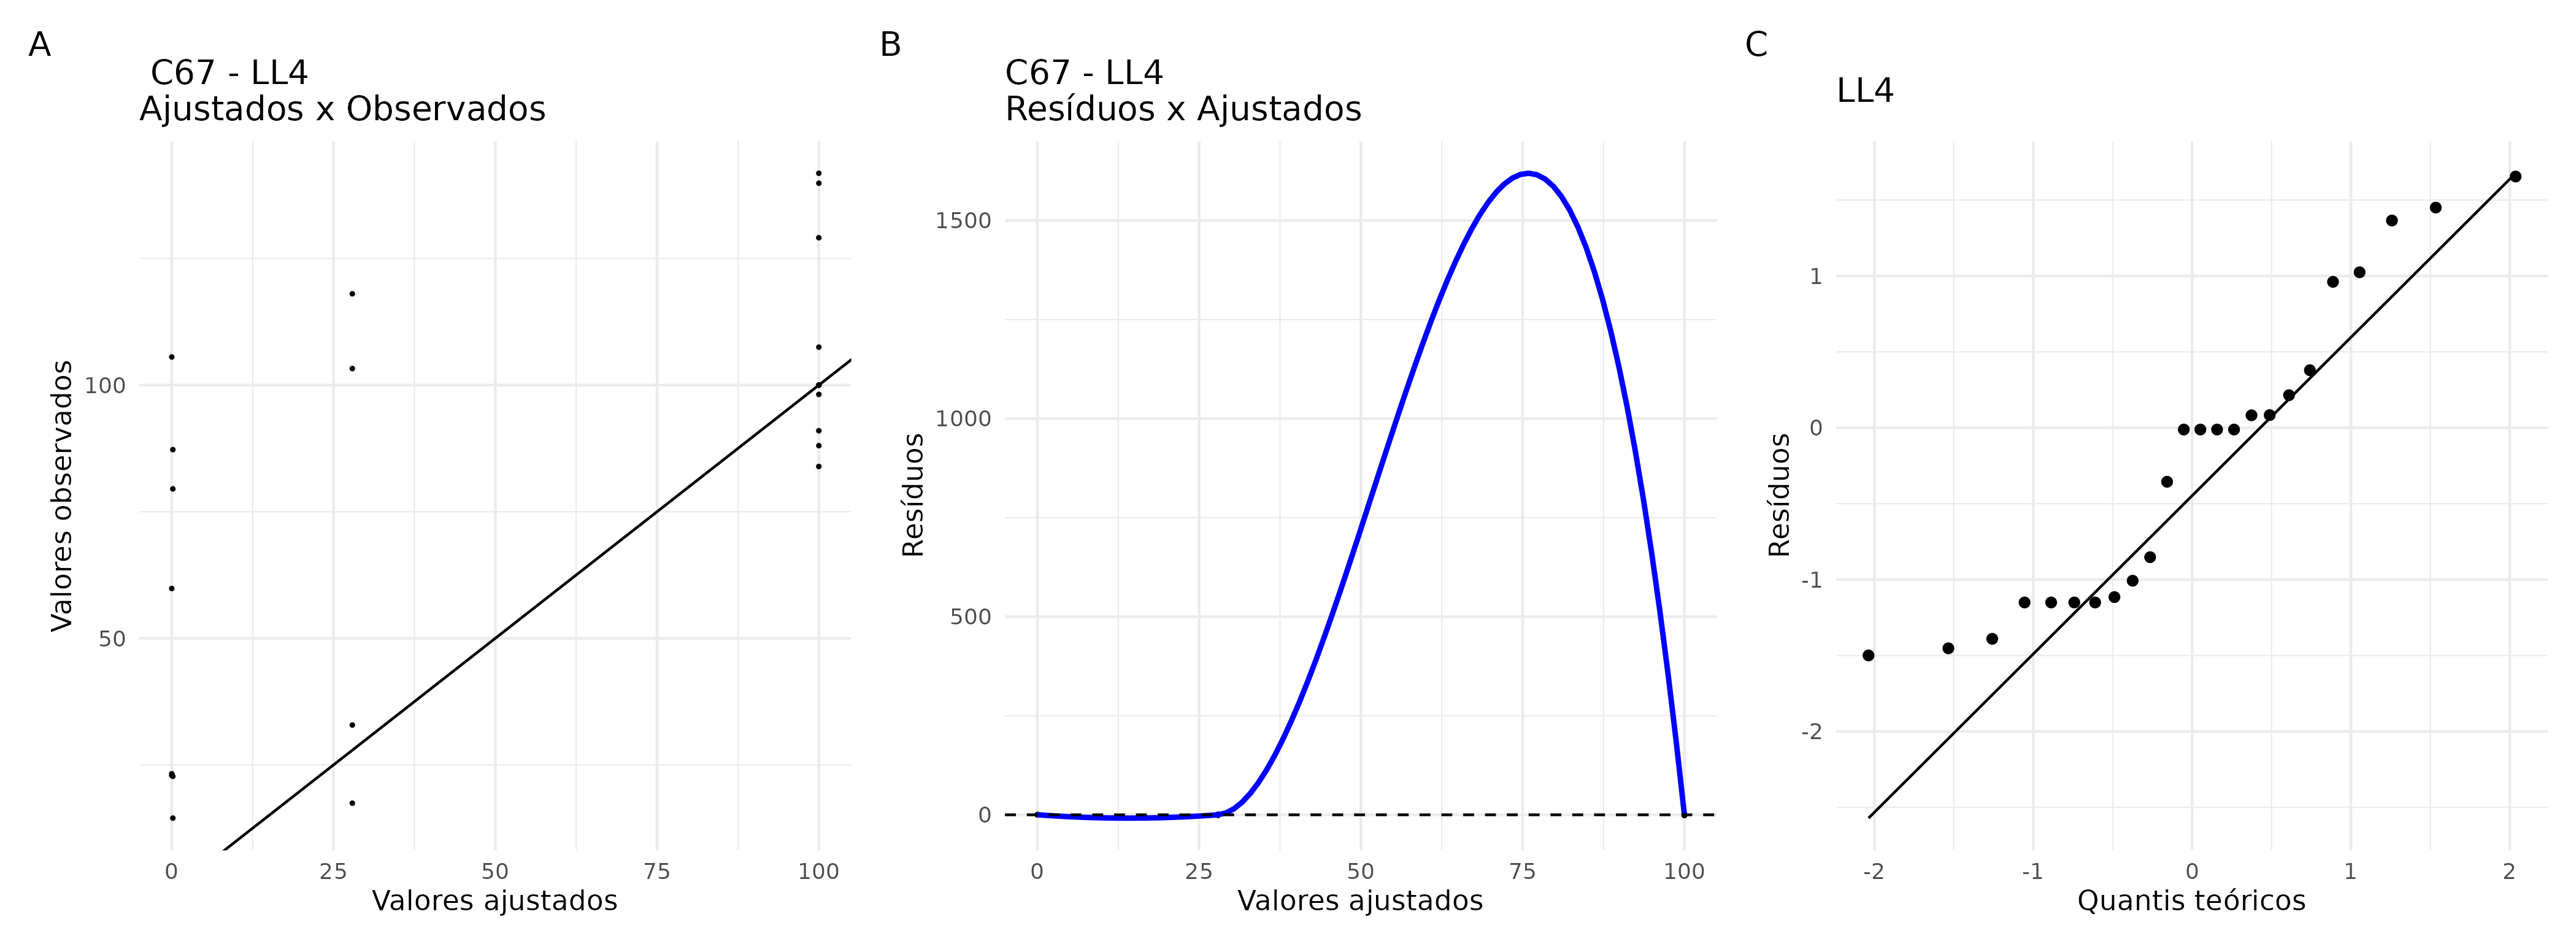 A
C67 - LL4
Ajustados x Observados
Valores observados
100
50
0
25
50
75
100
Valores ajustados
B
C67 - LL4
Resíduos x Ajustados
Resíduos
1500
1000
500
0
0
25
50
75
100
Valores ajustados
C
LL4
Resíduos
1
0
-1
-2
-2
-1
0
1
2
Quantis teóricos